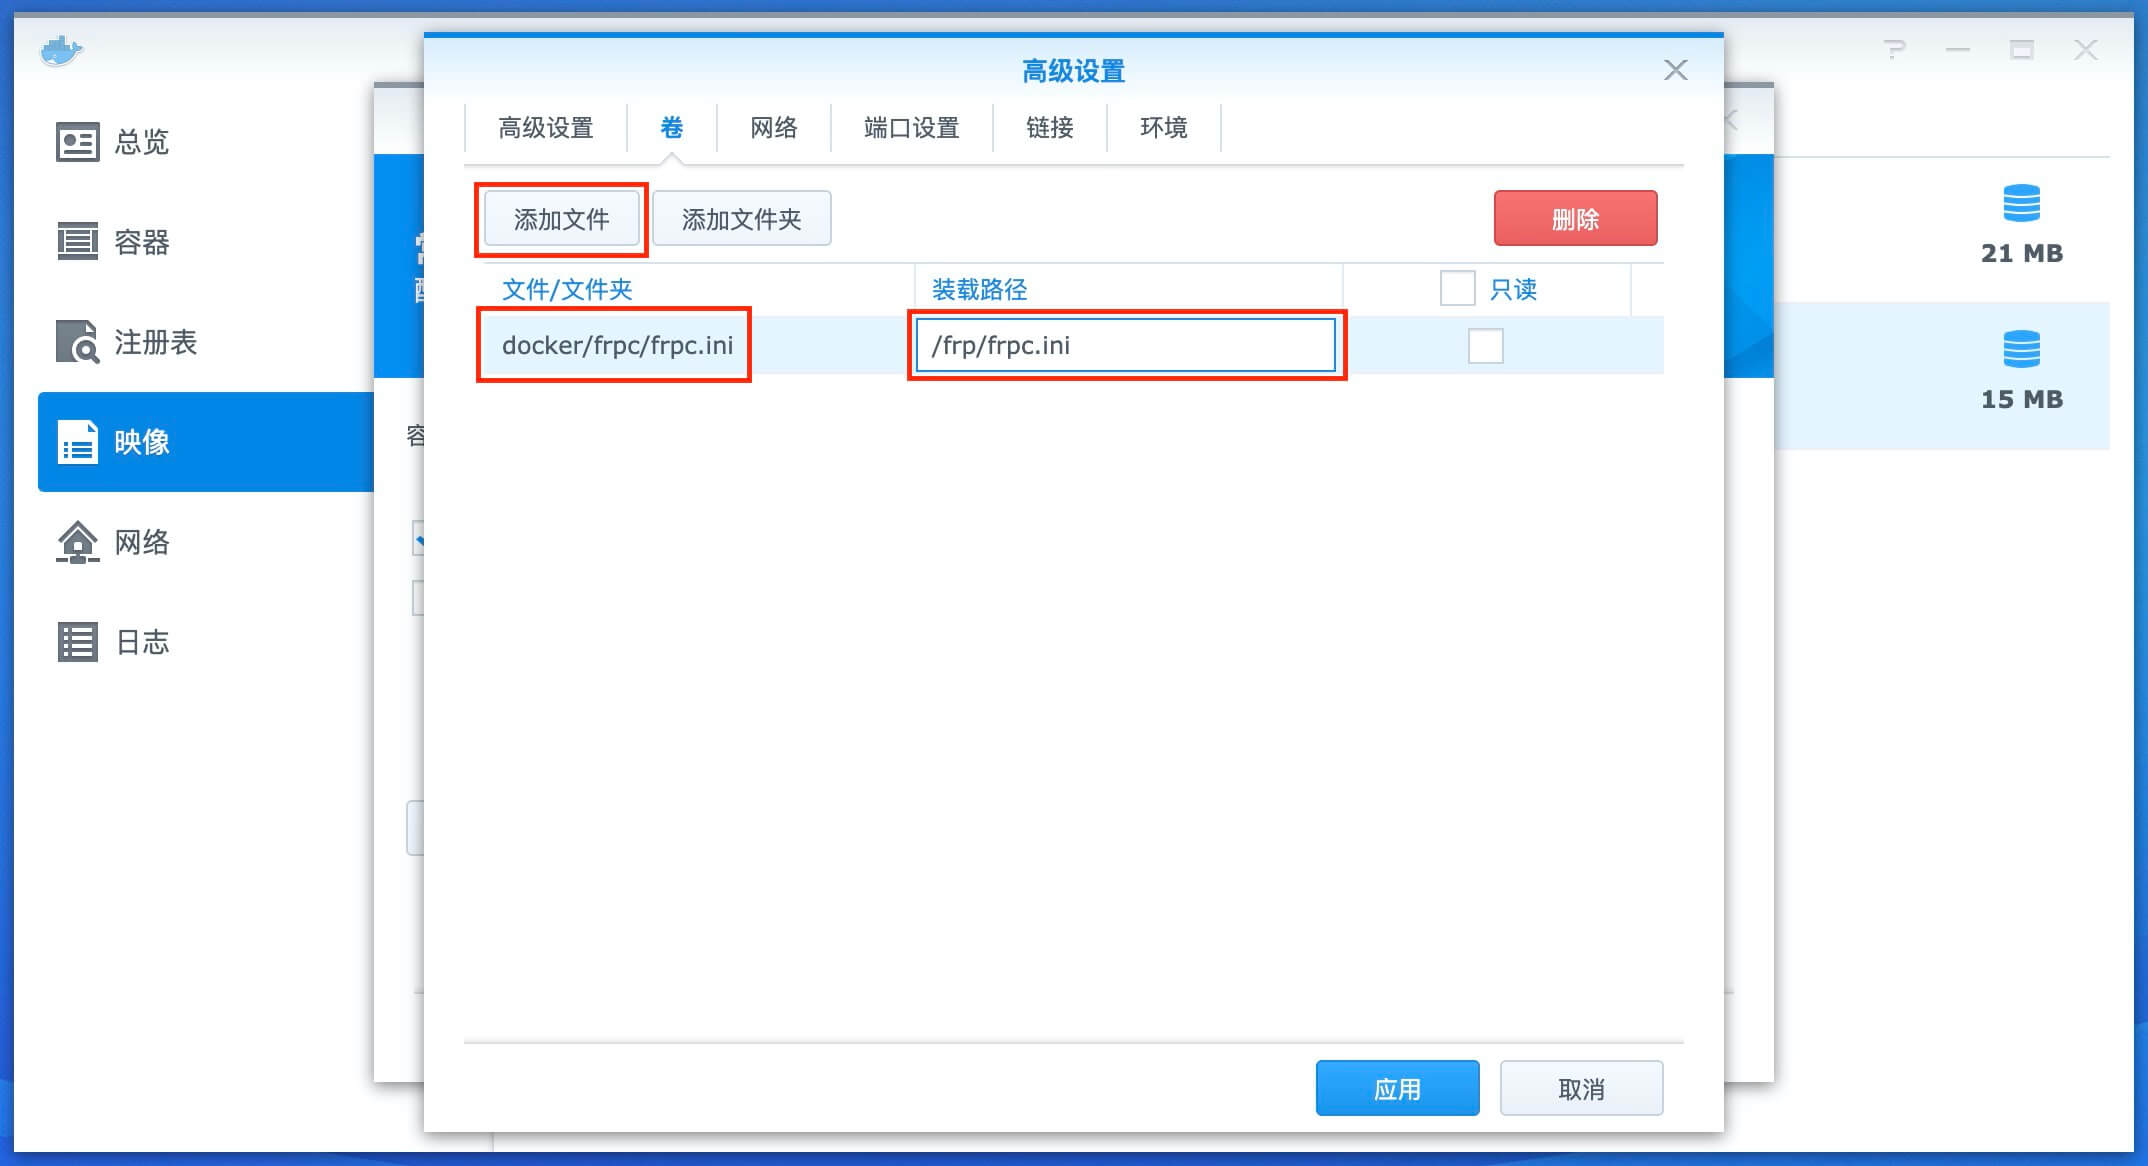 高级设置
高级设置 卷 网络 端口设置 链接 环境
添加文件 添加文件夹 删除
文件/文件夹 装载路径 只读
docker/frpc/frpc.ini /frp/frpc.ini
应用 取消
总览
容器
注册表
映像
网络
日志
容
21 MB
15 MB